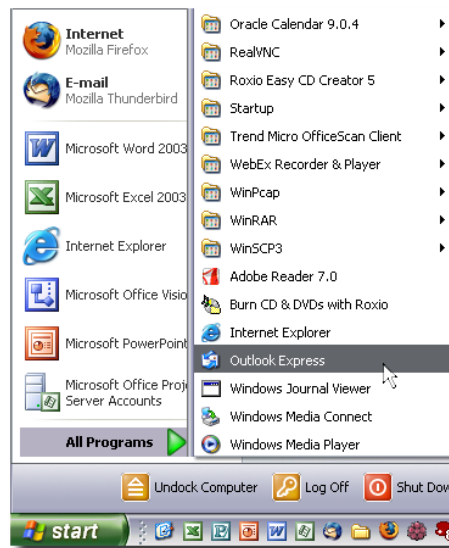 Internet
Mozilla Firefox
E-mail
Mozilla Thunderbird
Microsoft Word 2003
Microsoft Excel 2003
Internet Explorer
Microsoft Office Visio
Microsoft PowerPoint
Microsoft Office Proj
Server Accounts
All Programs
Oracle Calendar 9.0.4
RealVNC
Roxio Easy CD Creator 5
Startup
Trend Micro OfficeScan Client
WebEx Recorder & Player
WinPcap
WinRAR
WinSCP3
Adobe Reader 7.0
Burn CD & DVDs with Roxio
Internet Explorer
Outlook Express
Windows Journal Viewer
Windows Media Connect
Windows Media Player
Undock Computer
Log Off
Shut Dow
start